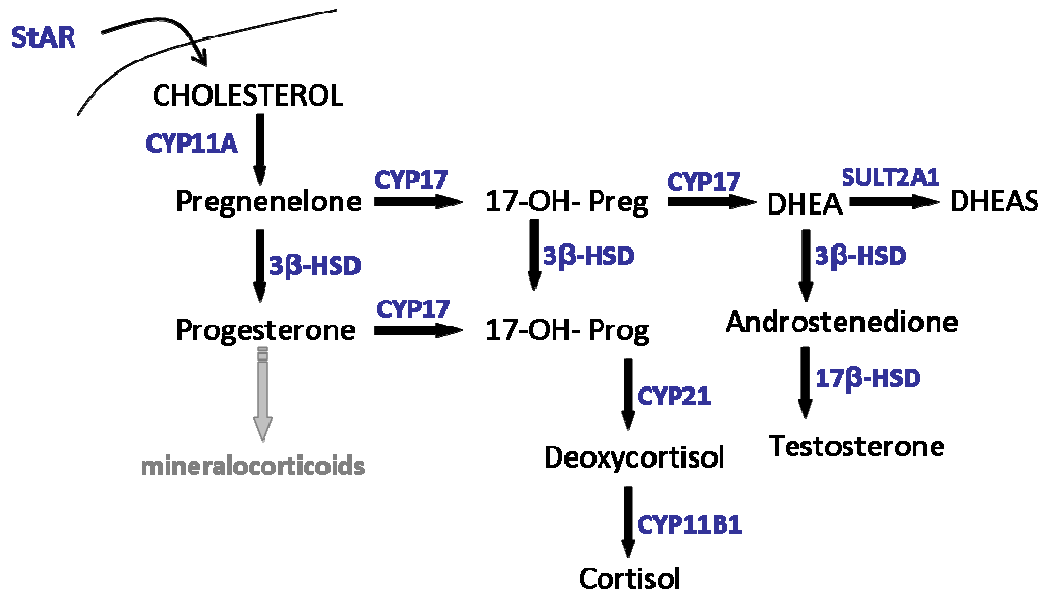 StAR
CHOLESTEROL
CYP11A
CYP17
CYP17
SULT2A1
Pregnenelone
17-OH- Preg
DHEA
DHEAS
3β-HSD
3β-HSD
3β-HSD
CYP17
Progesterone
17-OH- Prog
Androstenedione
CYP21
17β-HSD
mineralocorticoids
Deoxycortisol
Testosterone
CYP11B1
Cortisol